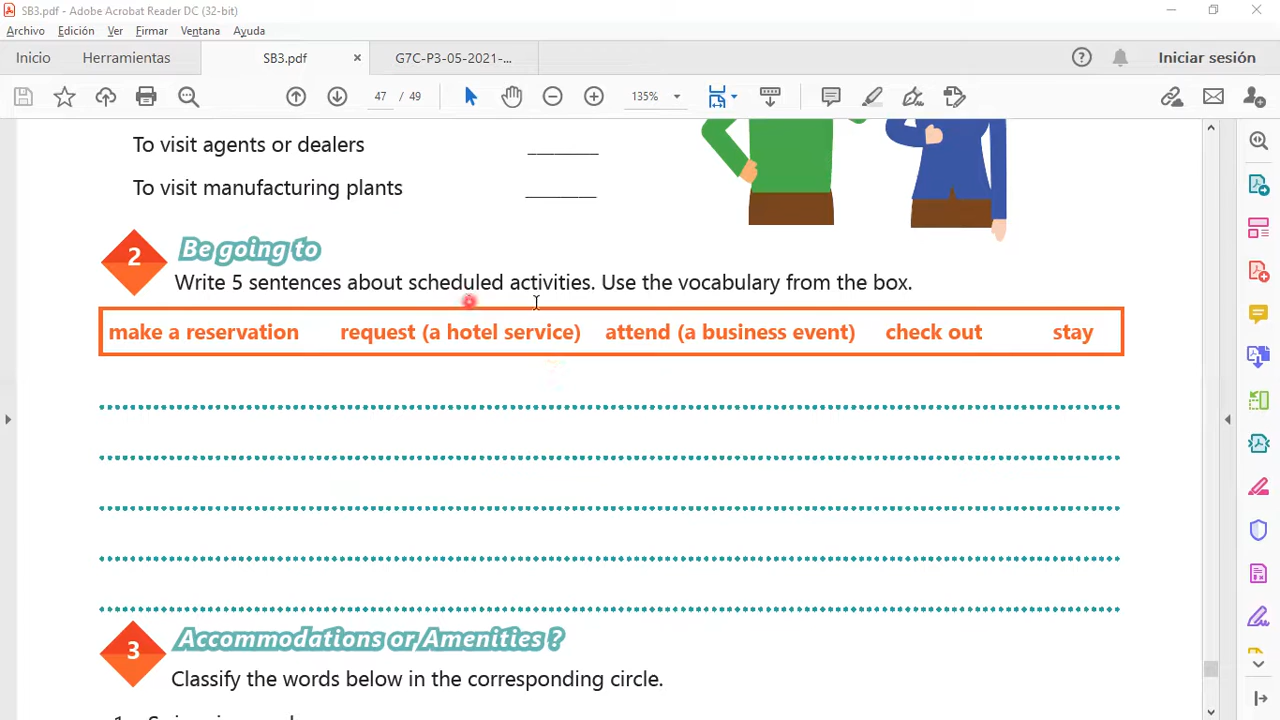 SB3.pdf - Adobe Acrobat Reader DC (32-bit)
Archivo Edición Ver Firmar Ventana Ayuda
Inicio Herramientas SB3.pdf × G7C-P3-05-2021-... Iniciar sesión
47 / 49 135%
To visit agents or dealers ________
To visit manufacturing plants ________
2 Be going to
Write 5 sentences about scheduled activities. Use the vocabulary from the box.
make a reservation request (a hotel service) attend (a business event) check out stay
3 Accommodations or Amenities ?
Classify the words below in the corresponding circle.